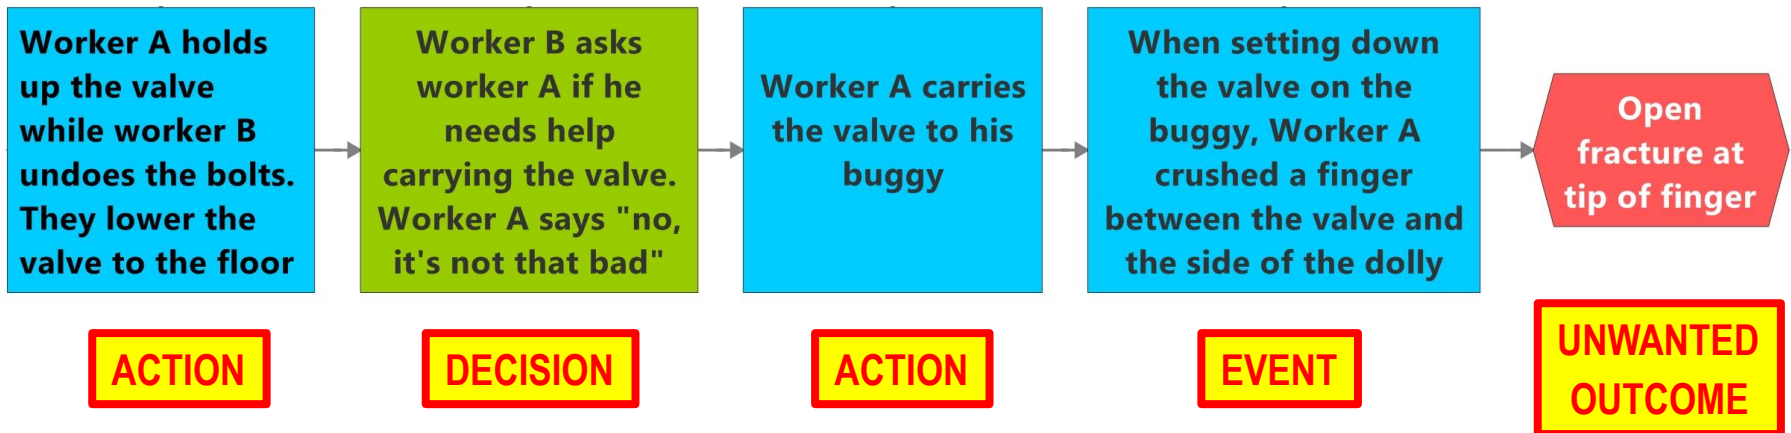 Worker A holds
up the valve
while worker B
undoes the bolts.
They lower the
valve to the floor
Worker B asks
worker A if he
needs help
carrying the valve.
Worker A says "no,
it's not that bad"
Worker A carries
the valve to his
buggy
When setting down
the valve on the
buggy, Worker A
crushed a finger
between the valve and
the side of the dolly
Open
fracture at
tip of finger
ACTION
DECISION
ACTION
EVENT
UNWANTED
OUTCOME